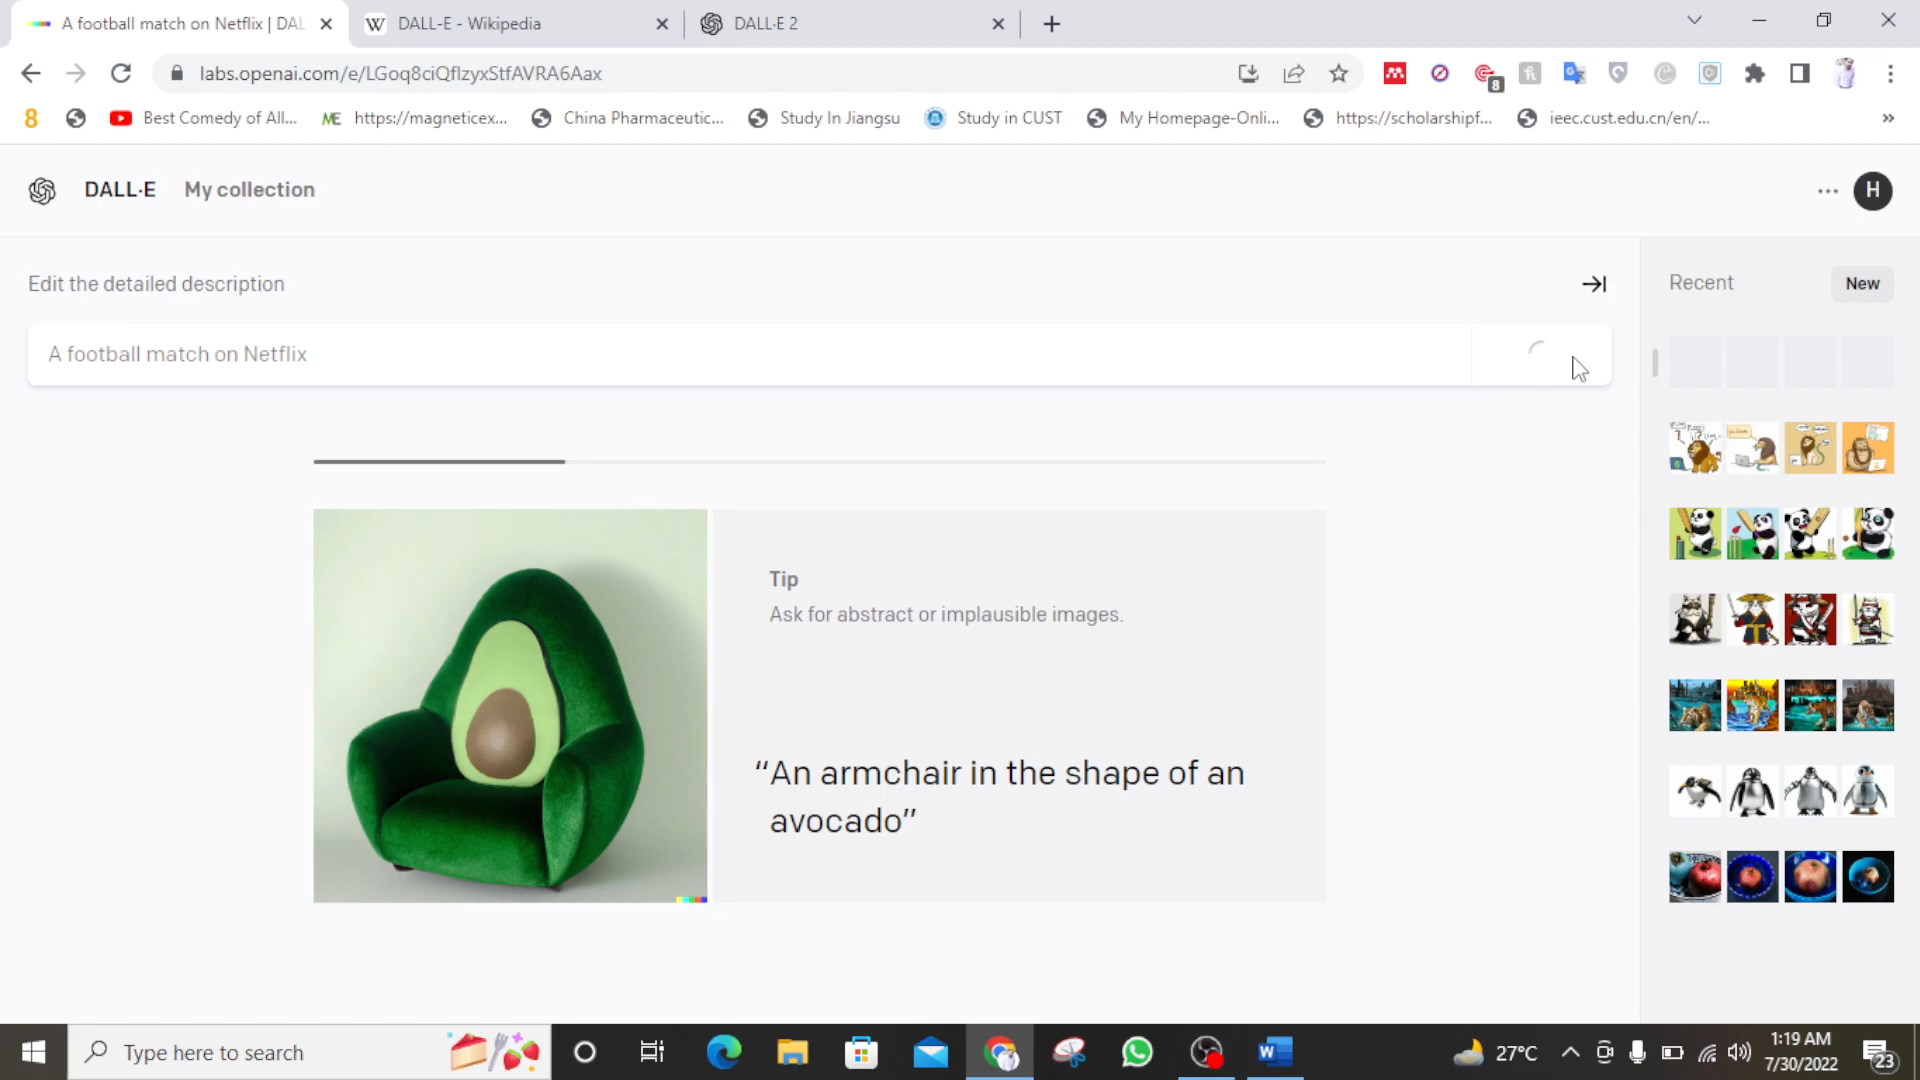 A football match on Netflix | DAL
DALL-E - Wikipedia
DALL·E 2
labs.openai.com/e/LGoq8ciQflzyxStfAVRA6Aax
8
8
Best Comedy of All...
ME
https://magneticex...
China Pharmaceutic...
Study In Jiangsu
Study in CUST
My Homepage-Onli...
https://scholarshipf...
ieec.cust.edu.cn/en/...
»
DALL·E
My collection
H
Edit the detailed description
Recent
New
A football match on Netflix
Tip
Ask for abstract or implausible images.
“An armchair in the shape of an
avocado”
Type here to search
27°C
1:19 AM
7/30/2022
23